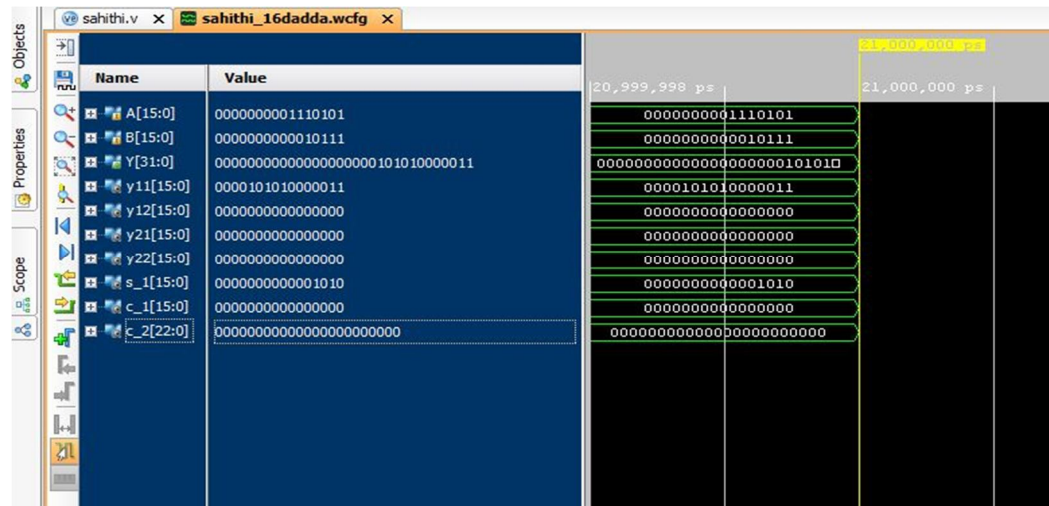 sahithi.v
sahithi_16dadda.wcfg
Objects
Properties
Scope
21,000,000 ps
Name Value
20,999,998 ps 21,000,000 ps
A[15:0] 0000000001110101 0000000001110101
B[15:0] 0000000000010111 0000000000010111
Y[31:0] 00000000000000000000101010000011 00000000000000000000010101
y11[15:0] 0000101010000011 0000101010000011
y12[15:0] 0000000000000000 0000000000000000
y21[15:0] 0000000000000000 0000000000000000
y22[15:0] 0000000000000000 0000000000000000
s_1[15:0] 0000000000001010 0000000000001010
c_1[15:0] 0000000000000000 0000000000000000
c_2[22:0] 00000000000000000000000 00000000000000000000000